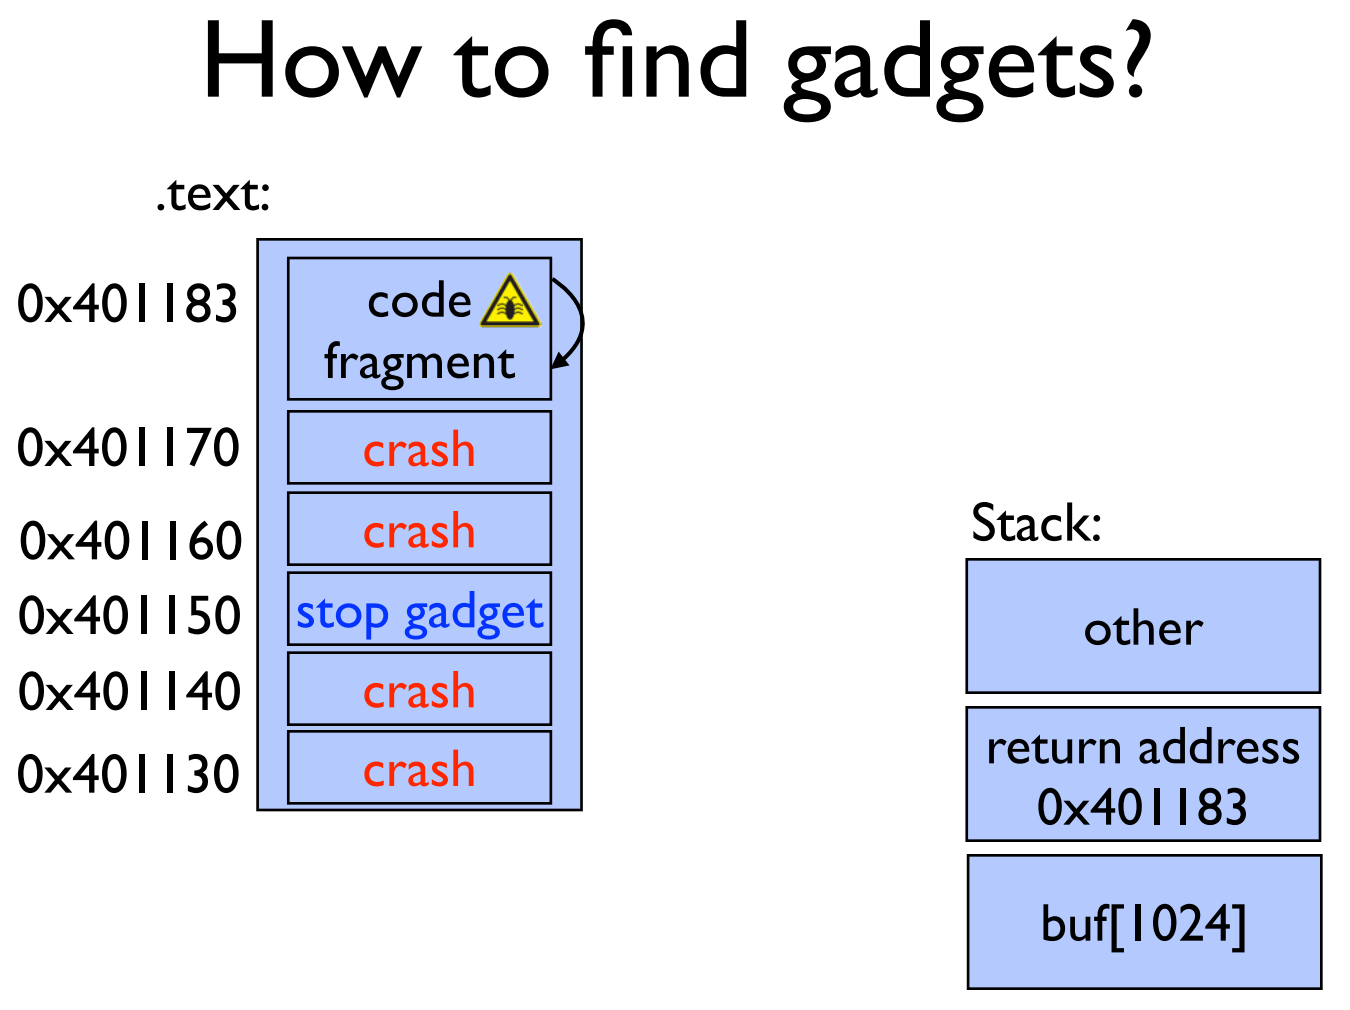 How to find gadgets?
.text:
0x401183
code
fragment
0x401170
crash
0x401160
crash
0x401150
stop gadget
0x401140
crash
0x401130
crash
Stack:
other
return address
0x401183
buf[1024]